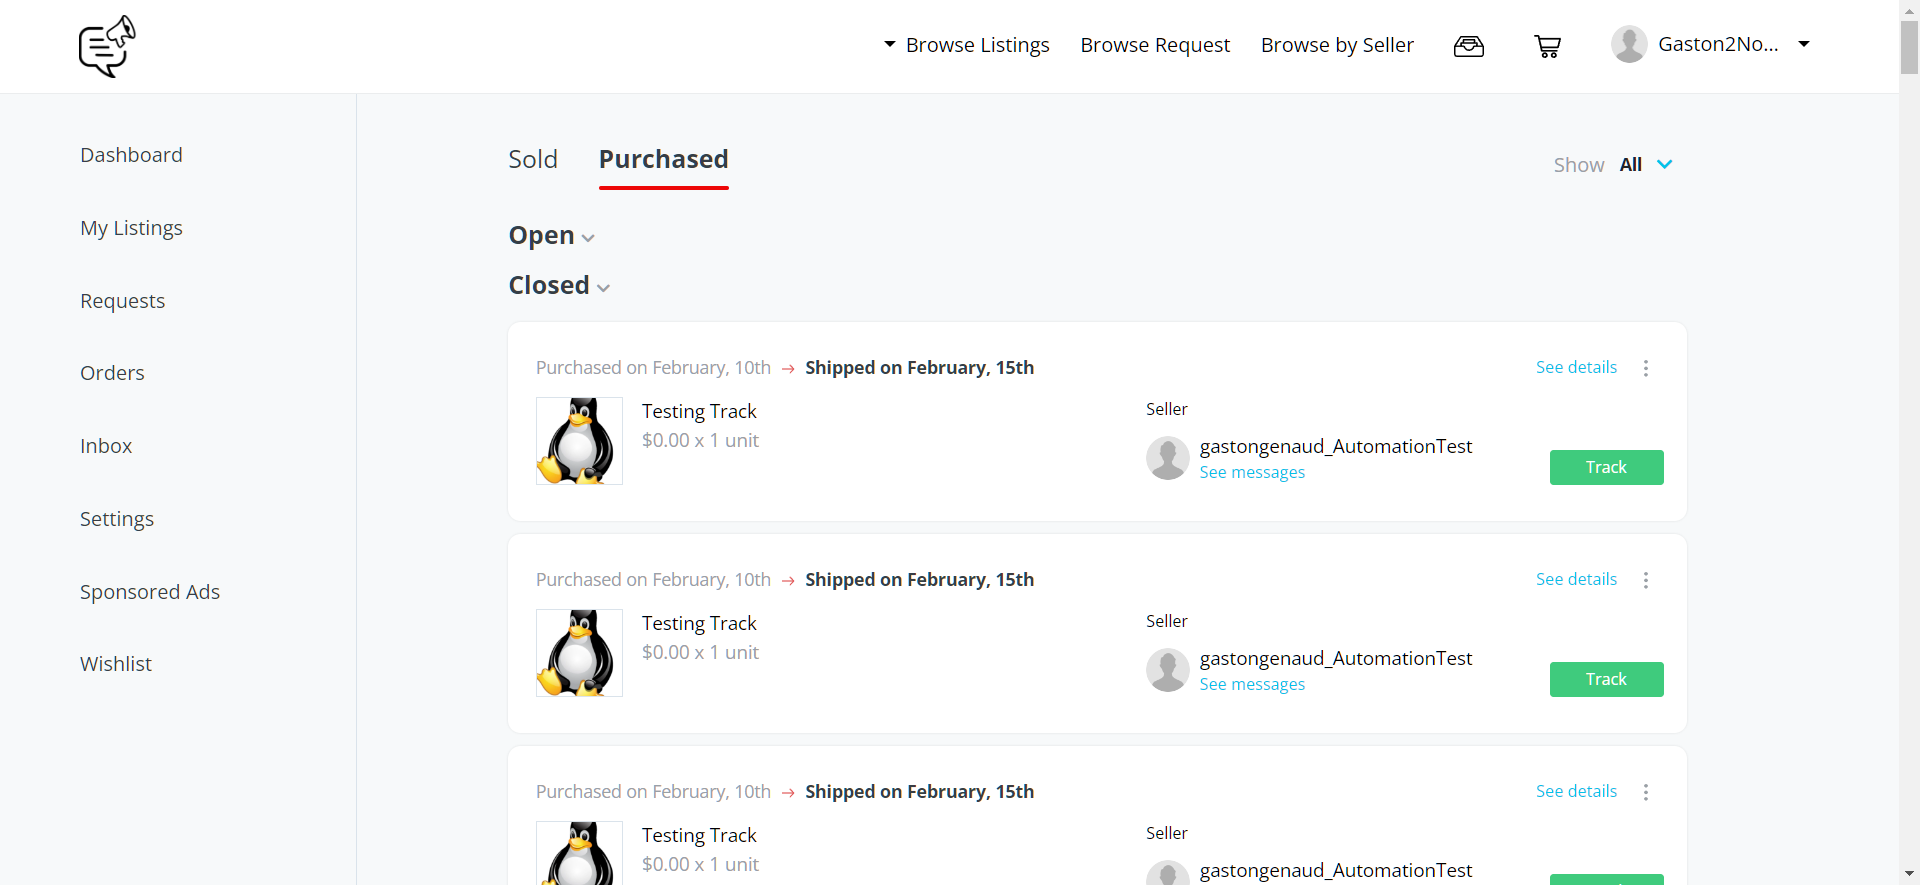 Browse Listings
Browse Request
Browse by Seller
Gaston2No...
Dashboard
My Listings
Requests
Orders
Inbox
Settings
Sponsored Ads
Wishlist
Sold
Purchased
Show All
Open
Closed
Purchased on February, 10th → Shipped on February, 15th
See details
Testing Track
$0.00 x 1 unit
Seller
gastongenaud_AutomationTest
See messages
Track
Purchased on February, 10th → Shipped on February, 15th
See details
Testing Track
$0.00 x 1 unit
Seller
gastongenaud_AutomationTest
See messages
Track
Purchased on February, 10th → Shipped on February, 15th
See details
Testing Track
$0.00 x 1 unit
Seller
gastongenaud_AutomationTest